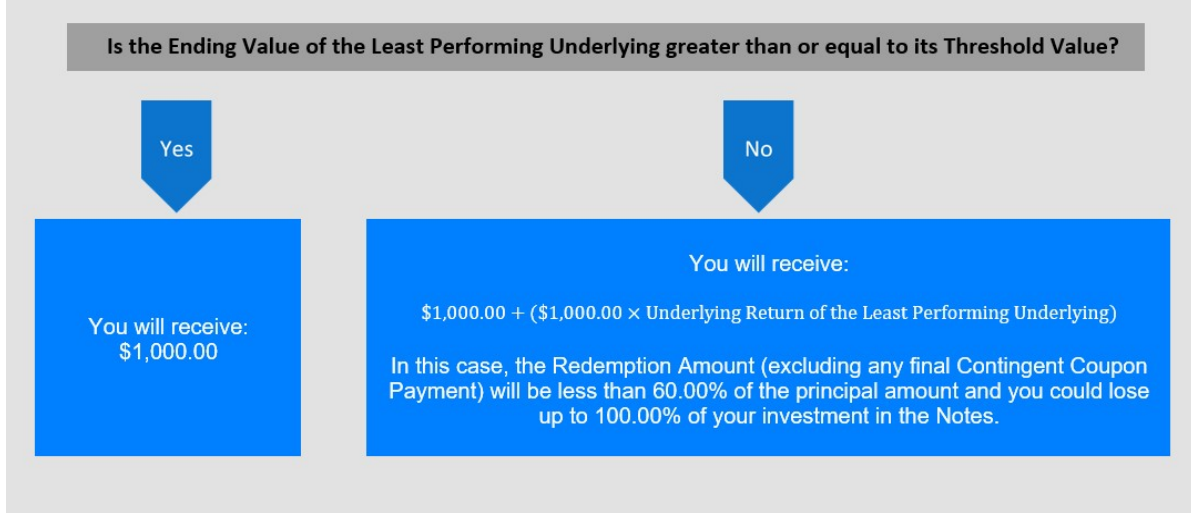 Is the Ending Value of the Least Performing Underlying greater than or equal to its Threshold Value?
Yes
No
You will receive:
$1,000.00
You will receive:
$1,000.00 + ($1,000.00 × Underlying Return of the Least Performing Underlying)
In this case, the Redemption Amount (excluding any final Contingent Coupon
Payment) will be less than 60.00% of the principal amount and you could lose
up to 100.00% of your investment in the Notes.